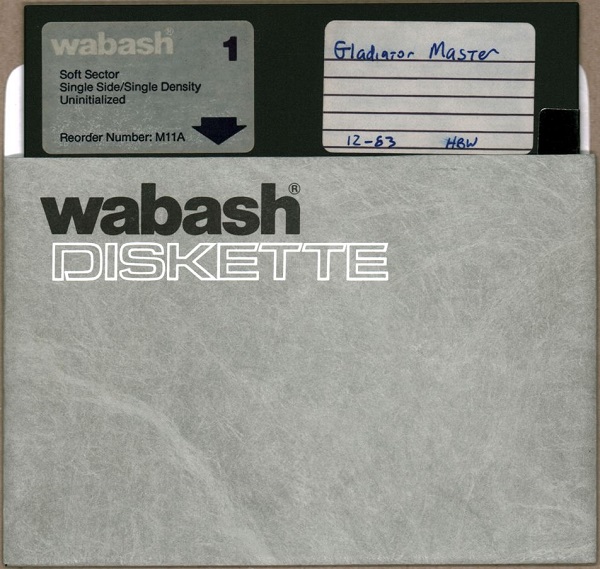 wabash®
1
Soft Sector
Single Side/Single Density
Uninitialized
Reorder Number: M11A
Gladiator Master
12-83 HBW
wabash®
DISKETTE